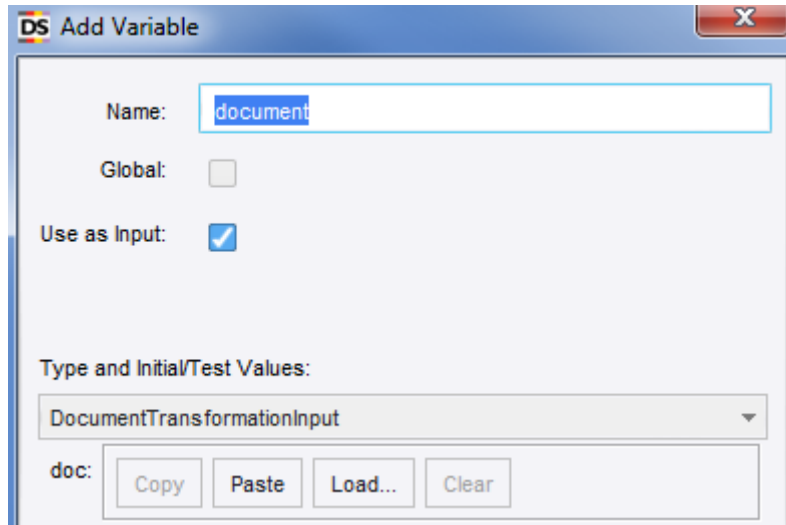 DS Add Variable X
Name: document
Global:
Use as Input:
Type and Initial/Test Values:
DocumentTransformationInput
doc: Copy Paste Load... Clear